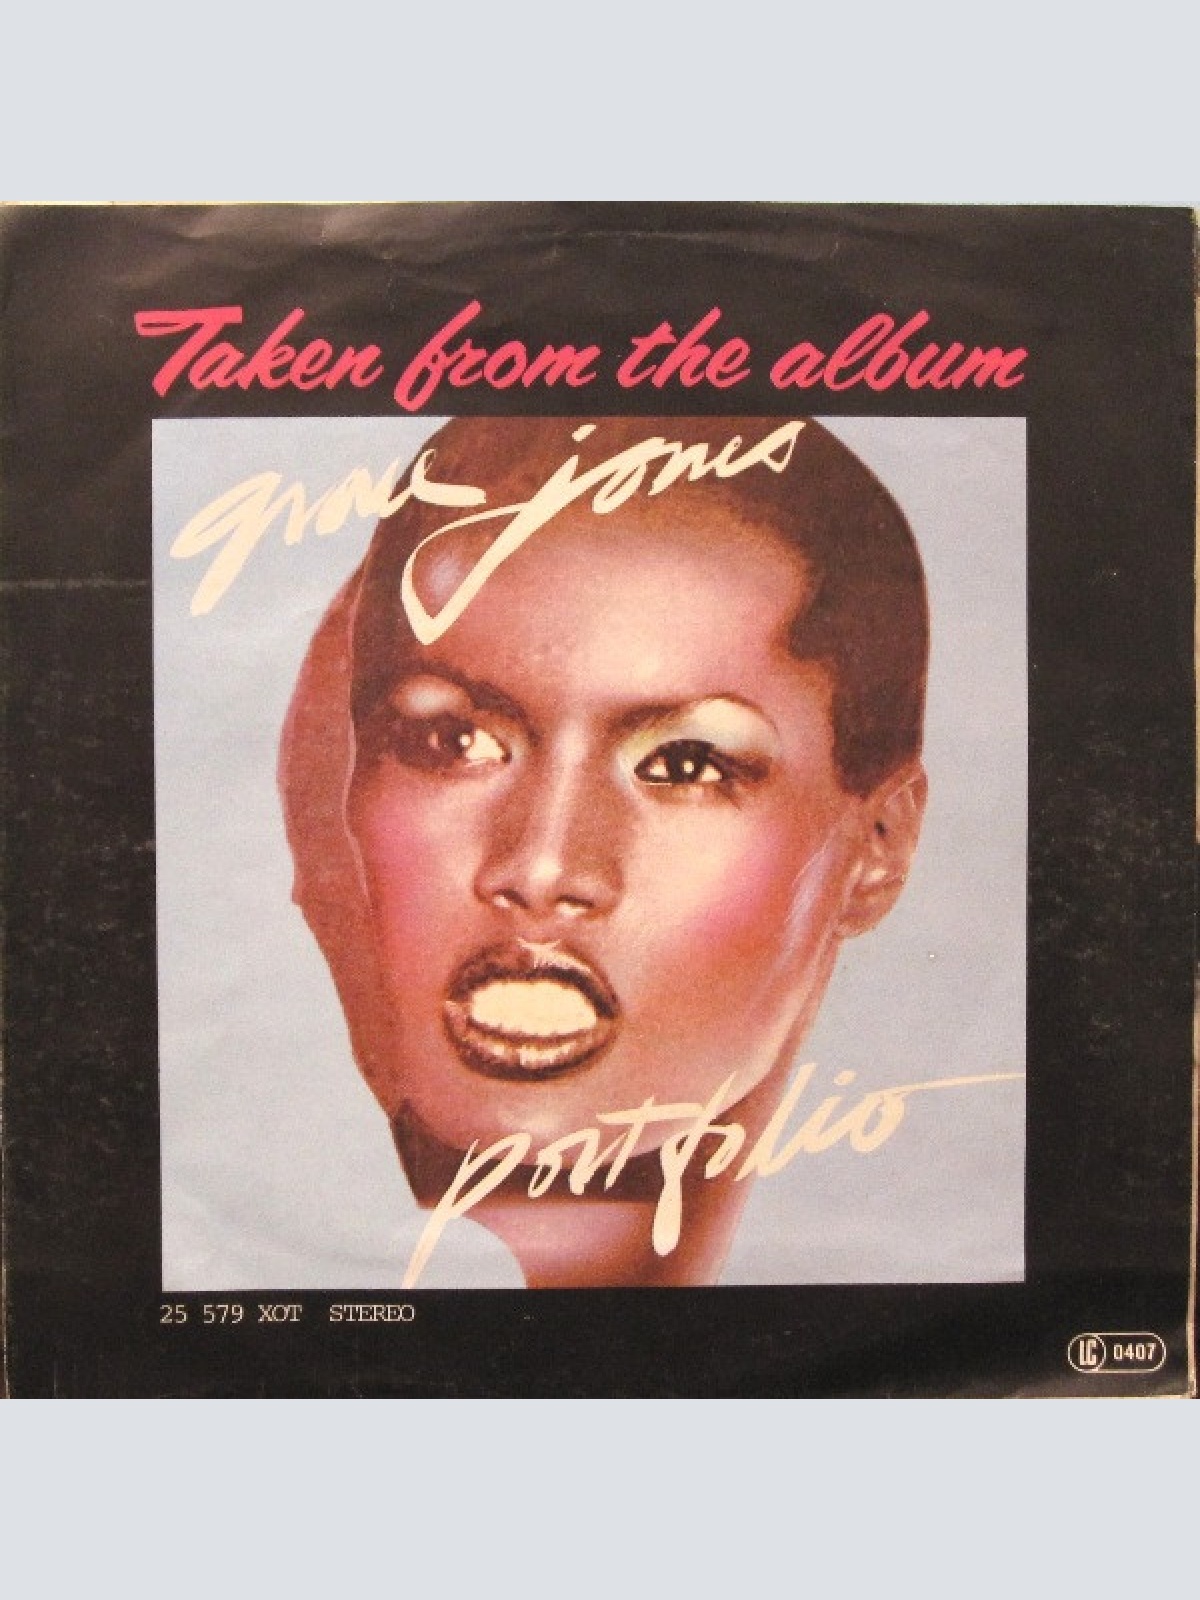 Taken from the album
grace jones
portfolio
25 579 XOT STEREO
LC 0407